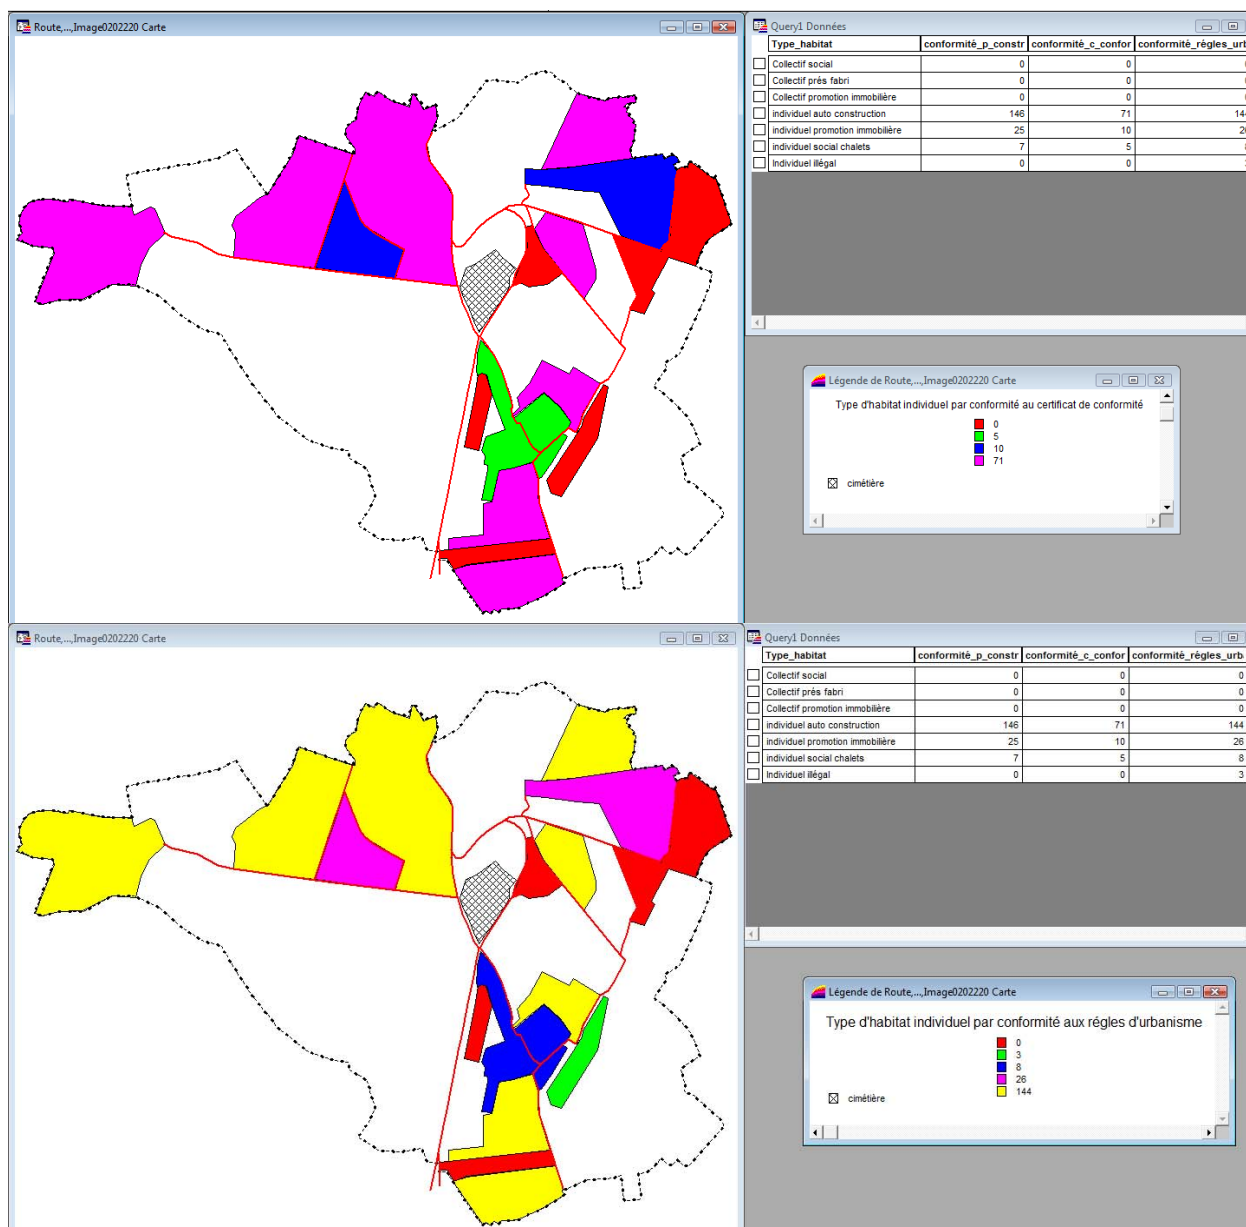 Route,...,Image0202220 Carte
Query1 Données
Type_habitat conformité_p_constr conformité_c_confor conformité_régles_urb
Collectif social 0 0
Collectif prés fabri 0 0
Collectif promotion immobilière 0 0
individuel auto construction 146 71 144
individuel promotion immobilière 25 10 26
individuel social chalets 7 5
Individuel illégal 0 0
Légende de Route,...,Image0202220 Carte
Type d'habitat individuel par conformité au certificat de conformité
0
5
10
71
cimétière
Route,...,Image0202220 Carte
Query1 Données
Type_habitat conformité_p_constr conformité_c_confor conformité_régles_urb
Collectif social 0 0 0
Collectif prés fabri 0 0 0
Collectif promotion immobilière 0 0 0
individuel auto construction 146 71 144
individuel promotion immobilière 25 10 26
individuel social chalets 7 5 8
Individuel illégal 0 0 3
Légende de Route,...,Image0202220 Carte
Type d'habitat individuel par conformité aux régles d'urbanisme
0
3
8
26
144
cimétière